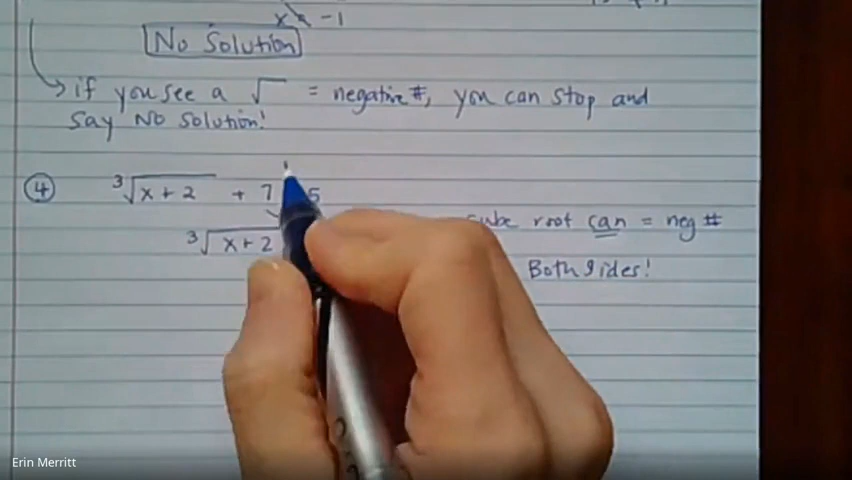 No Solution
if you see a √ = negative #, you can stop and
say No solution!
④ ³√x + 2 + 7 5
³√x + 2
cube root can = neg #
Both sides!
Erin Merritt